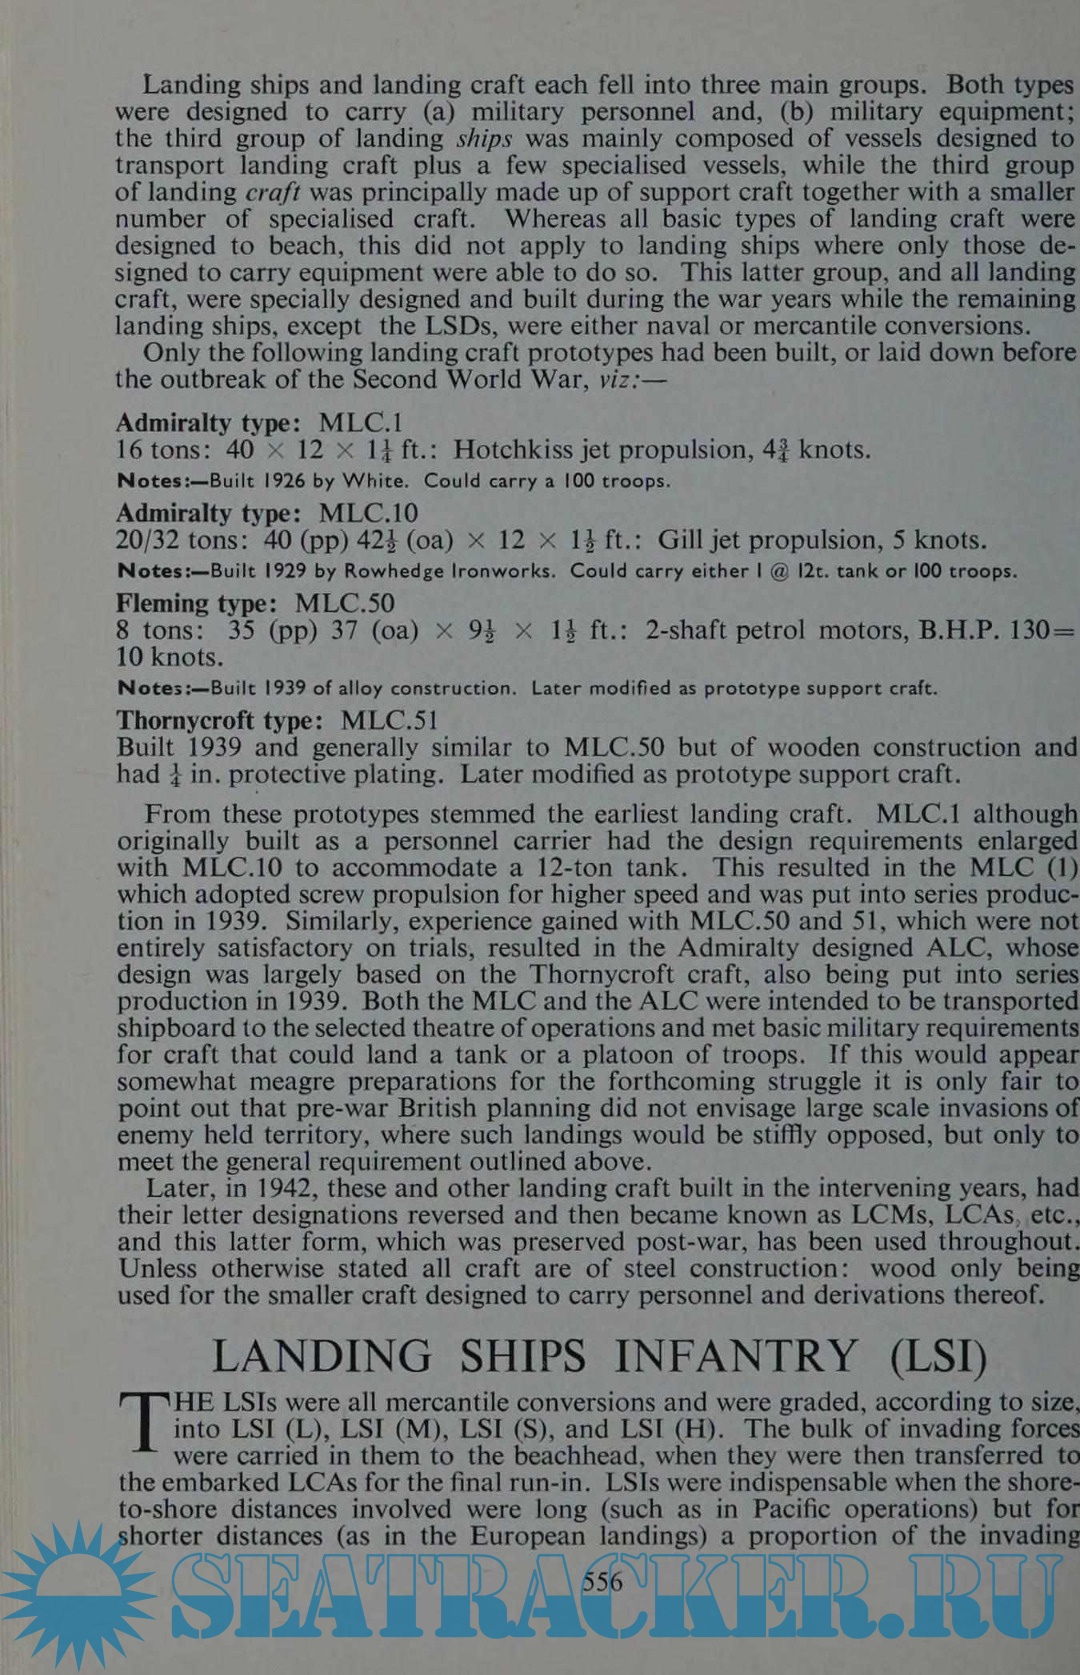 Landing ships and landing craft each fell into three main groups. Both types
were designed to carry (a) military personnel and, (b) military equipment;
the third group of landing ships was mainly composed of vessels designed to
transport landing craft plus a few specialised vessels, while the third group
of landing craft was principally made up of support craft together with a smaller
number of specialised craft. Whereas all basic types of landing craft were
designed to beach, this did not apply to landing ships where only those de-
signed to carry equipment were able to do so. This latter group, and all landing
craft, were specially designed and built during the war years while the remaining
landing ships, except the LSDs, were either naval or mercantile conversions.
Only the following landing craft prototypes had been built, or laid down before
the outbreak of the Second World War, viz:—
Admiralty type: MLC.1
16 tons: 40 × 12 × 1¼ ft.: Hotchkiss jet propulsion, 4¾ knots.
Notes:—Built 1926 by White. Could carry a 100 troops.
Admiralty type: MLC.10
20/32 tons: 40 (pp) 42½ (oa) × 12 × 1½ ft.: Gill jet propulsion, 5 knots.
Notes:—Built 1929 by Rowhedge Ironworks. Could carry either 1 @ 12t. tank or 100 troops.
Fleming type: MLC.50
8 tons: 35 (pp) 37 (oa) × 9½ × 1½ ft.: 2-shaft petrol motors, B.H.P. 130=
10 knots.
Notes:—Built 1939 of alloy construction. Later modified as prototype support craft.
Thornycroft type: MLC.51
Built 1939 and generally similar to MLC.50 but of wooden construction and
had ¼ in. protective plating. Later modified as prototype support craft.
From these prototypes stemmed the earliest landing craft. MLC.1 although
originally built as a personnel carrier had the design requirements enlarged
with MLC.10 to accommodate a 12-ton tank. This resulted in the MLC (1)
which adopted screw propulsion for higher speed and was put into series produc-
tion in 1939. Similarly, experience gained with MLC.50 and 51, which were not
entirely satisfactory on trials, resulted in the Admiralty designed ALC, whose
design was largely based on the Thornycroft craft, also being put into series
production in 1939. Both the MLC and the ALC were intended to be transported
shipboard to the selected theatre of operations and met basic military requirements
for craft that could land a tank or a platoon of troops. If this would appear
somewhat meagre preparations for the forthcoming struggle it is only fair to
point out that pre-war British planning did not envisage large scale invasions of
enemy held territory, where such landings would be stiffly opposed, but only to
meet the general requirement outlined above.
Later, in 1942, these and other landing craft built in the intervening years, had
their letter designations reversed and then became known as LCMs, LCAs, etc.,
and this latter form, which was preserved post-war, has been used throughout.
Unless otherwise stated all craft are of steel construction: wood only being
used for the smaller craft designed to carry personnel and derivations thereof.
LANDING SHIPS INFANTRY (LSI)
THE LSIs were all mercantile conversions and were graded, according to size,
into LSI (L), LSI (M), LSI (S), and LSI (H). The bulk of invading forces
were carried in them to the beachhead, when they were then transferred to
the embarked LCAs for the final run-in. LSIs were indispensable when the shore-
to-shore distances involved were long (such as in Pacific operations) but for
shorter distances (as in the European landings) a proportion of the invading
556
SEATRACKER.RU